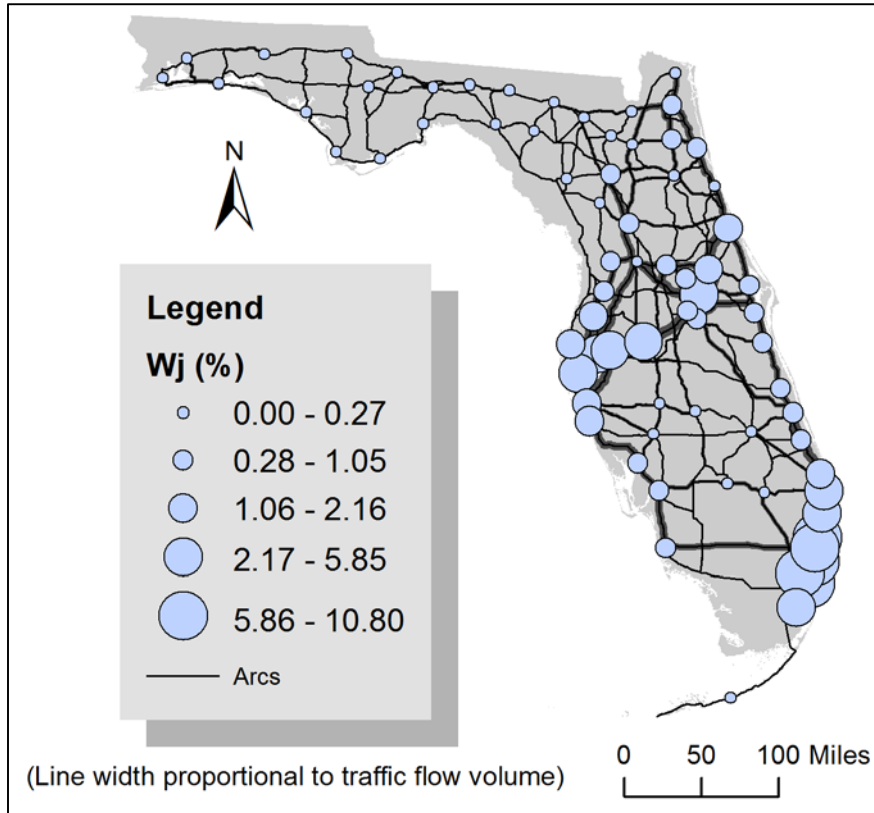 N
Legend
Wj (%)
0.00 - 0.27
0.28 - 1.05
1.06 - 2.16
2.17 - 5.85
5.86 - 10.80
Arcs
(Line width proportional to traffic flow volume)
0 50 100 Miles